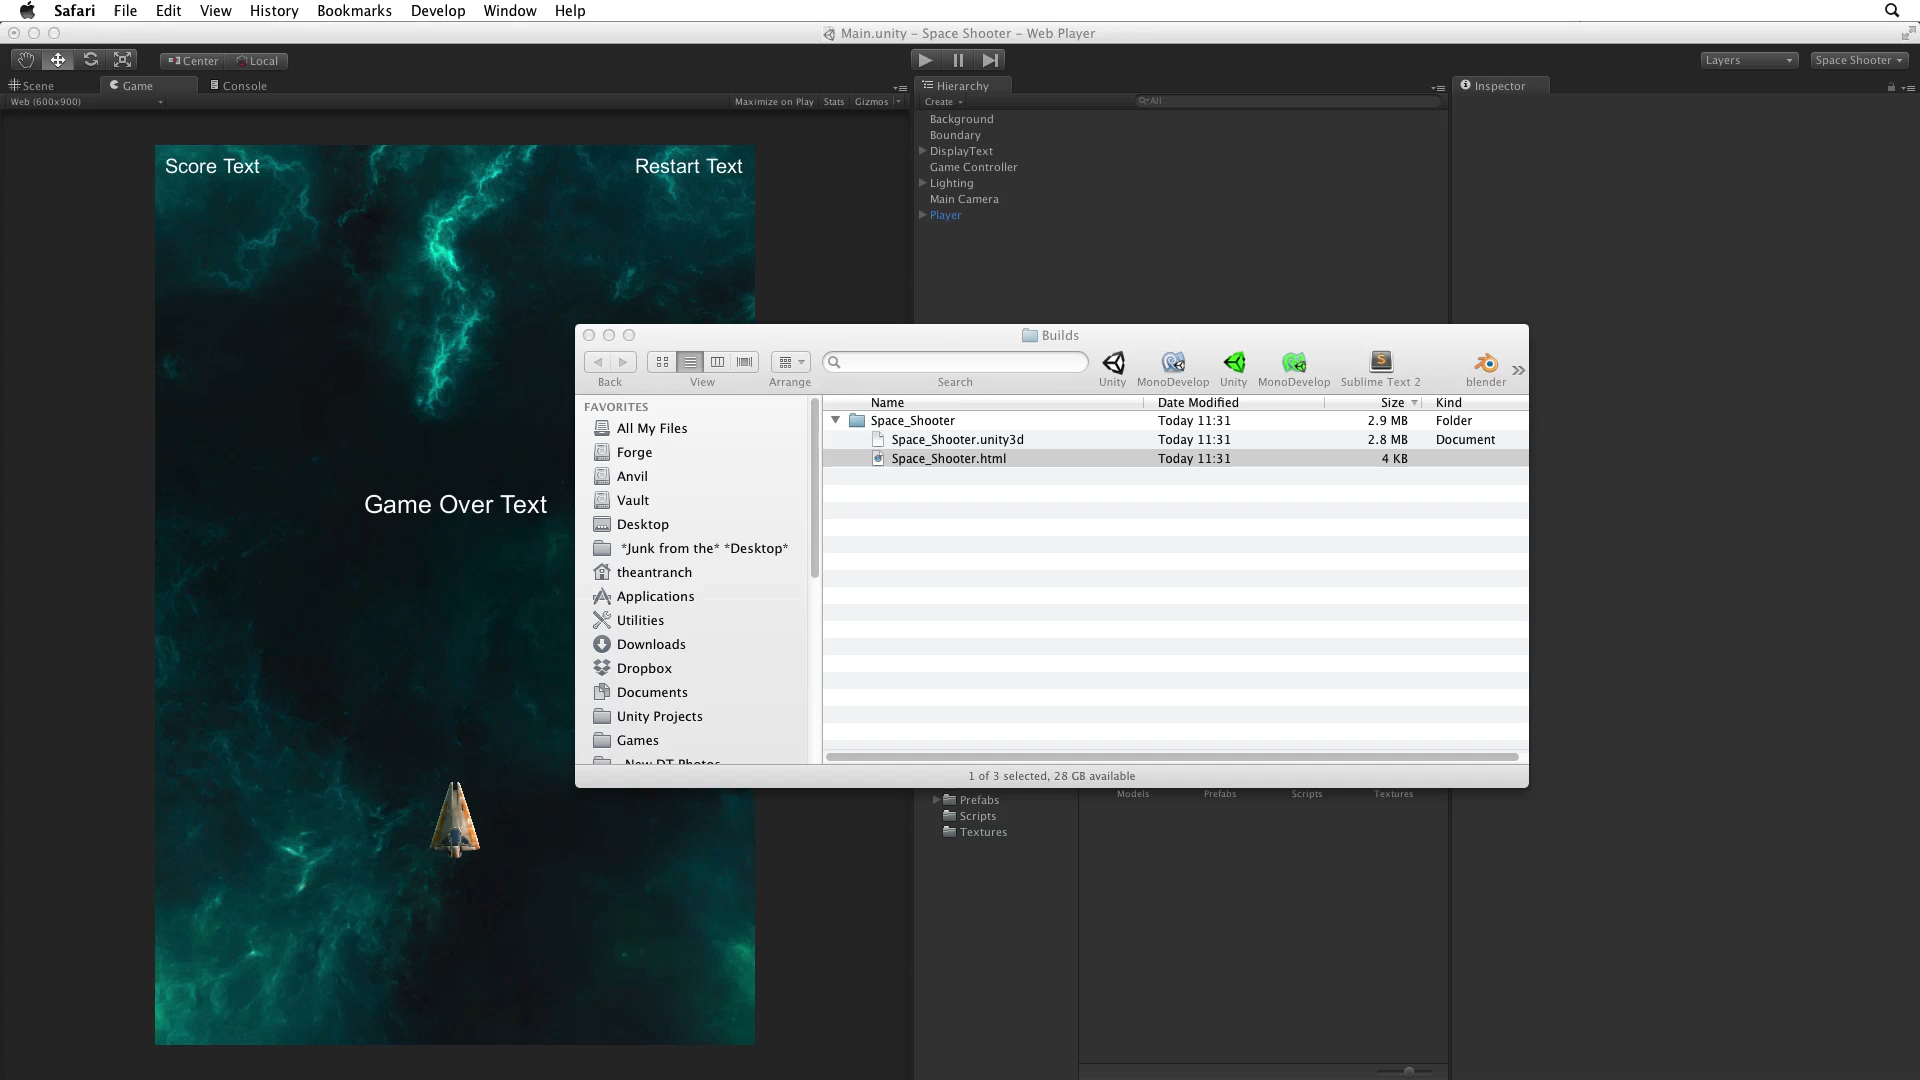 Safari File Edit View History Bookmarks Develop Window Help
Main.unity – Space Shooter – Web Player
Center Local Layers Space Shooter
Scene Game Console Hierarchy Inspector
Web (600x900) Maximize on Play Stats Gizmos Create All
Background
Boundary
DisplayText
Game Controller
Lighting
Main Camera
Player
Score Text Restart Text
Game Over Text
Builds
Back View Arrange Search Unity MonoDevelop Unity MonoDevelop Sublime Text 2 blender
FAVORITES
All My Files
Forge
Anvil
Vault
Desktop
*Junk from the* *Desktop*
theantranch
Applications
Utilities
Downloads
Dropbox
Documents
Unity Projects
Games
Name Date Modified Size Kind
Space_Shooter Today 11:31 2.9 MB Folder
Space_Shooter.unity3d Today 11:31 2.8 MB Document
Space_Shooter.html Today 11:31 4 KB
1 of 3 selected, 28 GB available
Prefabs
Scripts
Textures
Models Prefabs Scripts Textures